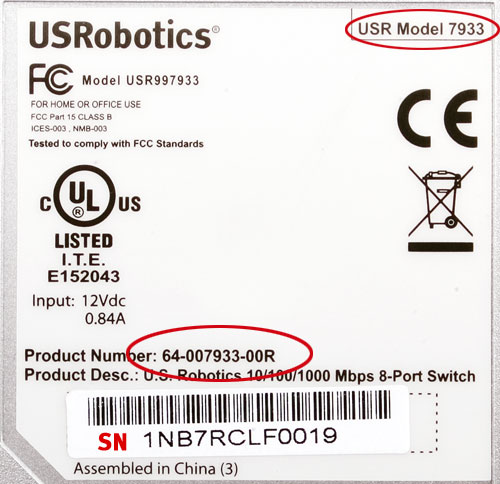 USRobotics®
USR Model 7933
FC Model USR997933
FOR HOME OR OFFICE USE
FCC Part 15 CLASS B
ICES-003 , NMB-003
Tested to comply with FCC Standards
CE
C UL ® US
LISTED
I.T.E.
E152043
Input: 12Vdc
0.84A
Product Number: 64-007933-00R
Product Desc.: U.S. Robotics 10/100/1000 Mbps 8-Port Switch
SN 1NB7RCLF0019
Assembled in China (3)